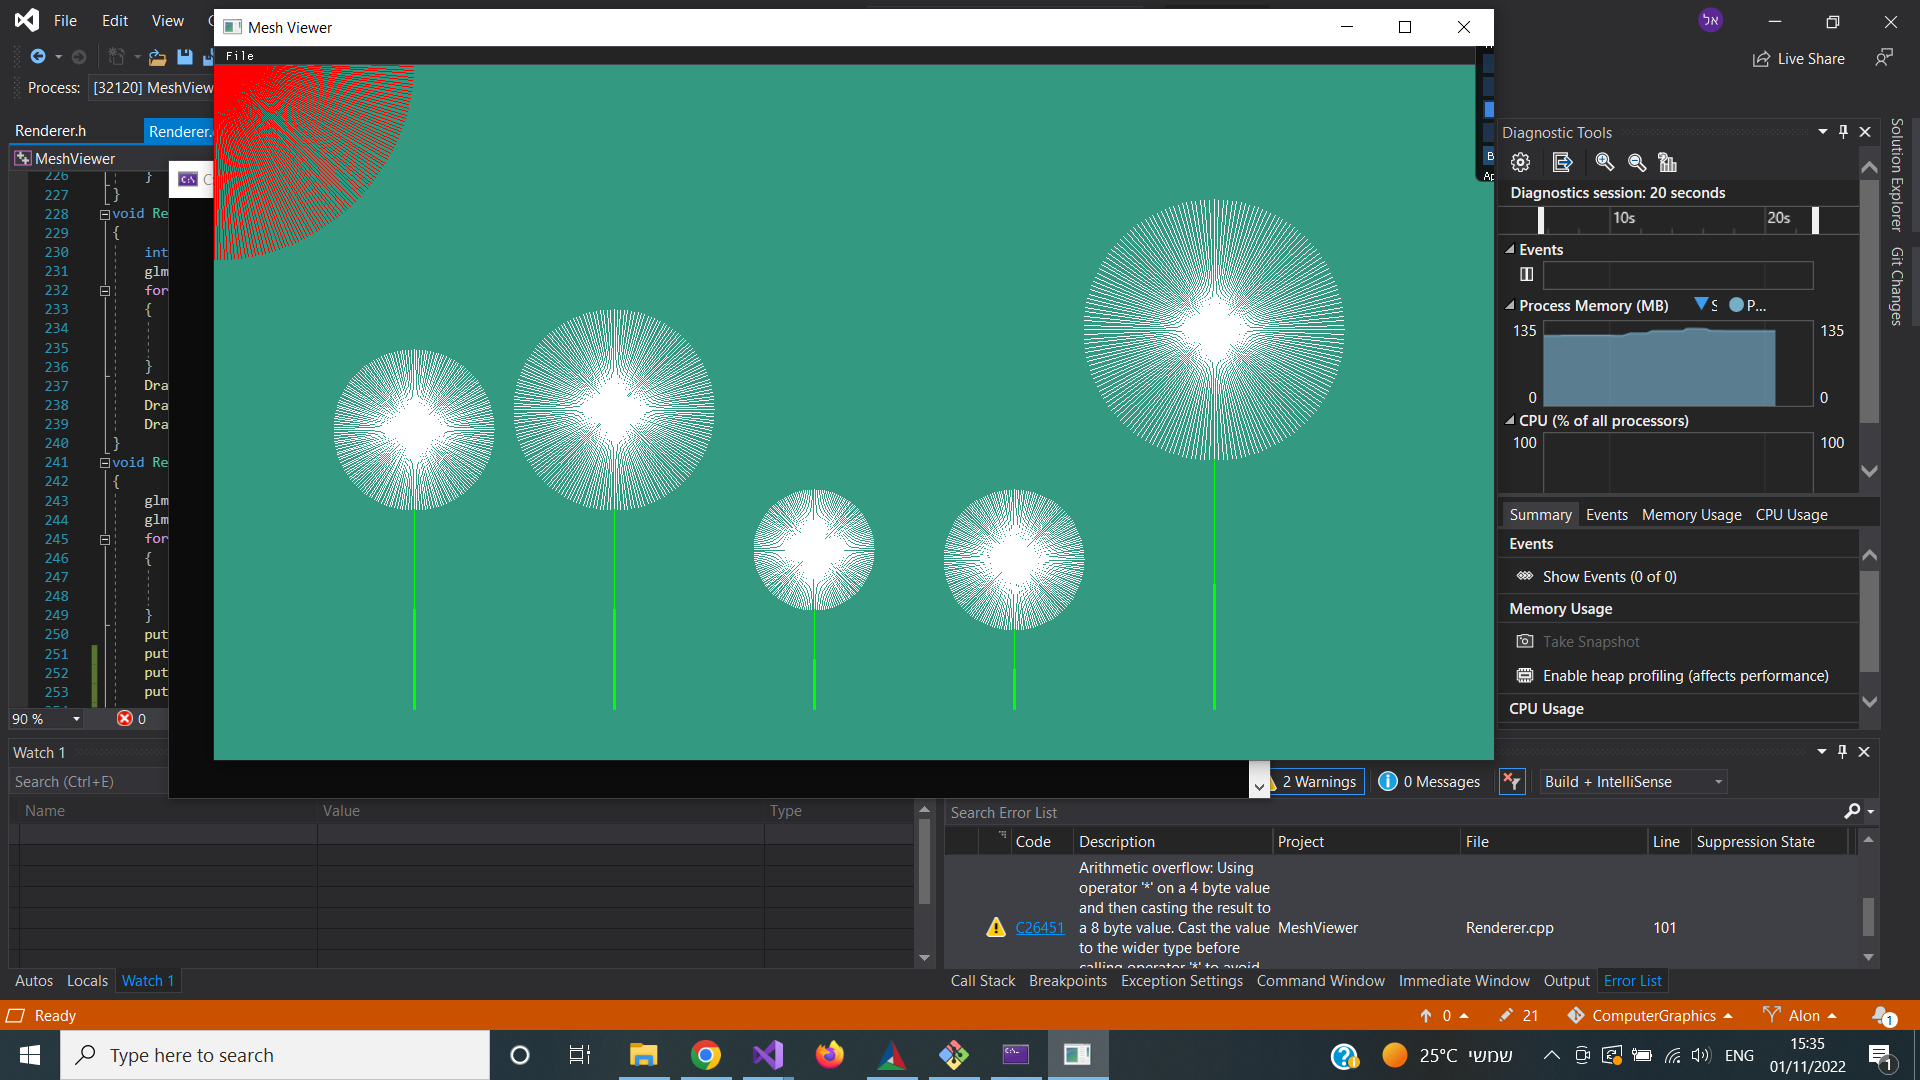 File Edit View
Mesh Viewer
File
אל
Live Share
Process: [32120] MeshView
Renderer.h
Renderer.
MeshViewer
226 }
227 }
228 void Re
229 {
230 int
231 glm
232 for
233 {
234
235
236 }
237 Dra
238 Dra
239 Dra
240 }
241 void Re
242 {
243 glm
244 glm
245 for
246 {
247
248
249 }
250 put
251 put
252 put
253 put
90 %
0
Diagnostic Tools
Diagnostics session: 20 seconds
10s 20s
Events
Process Memory (MB) S P...
135 135
0 0
CPU (% of all processors)
100 100
Summary Events Memory Usage CPU Usage
Events
Show Events (0 of 0)
Memory Usage
Take Snapshot
Enable heap profiling (affects performance)
CPU Usage
Solution Explorer
Git Changes
Watch 1
Search (Ctrl+E)
Name Value Type
Autos Locals Watch 1
2 Warnings 0 Messages Build + IntelliSense
Search Error List
Code Description Project File Line Suppression State
Arithmetic overflow: Using
operator '*' on a 4 byte value
and then casting the result to
C26451 a 8 byte value. Cast the value MeshViewer Renderer.cpp 101
to the wider type before
calling operator '*' to avoid
Call Stack Breakpoints Exception Settings Command Window Immediate Window Output Error List
Ready 0 21 ComputerGraphics Alon 1
Type here to search
25°C שמשי ENG
15:35
01/11/2022
1